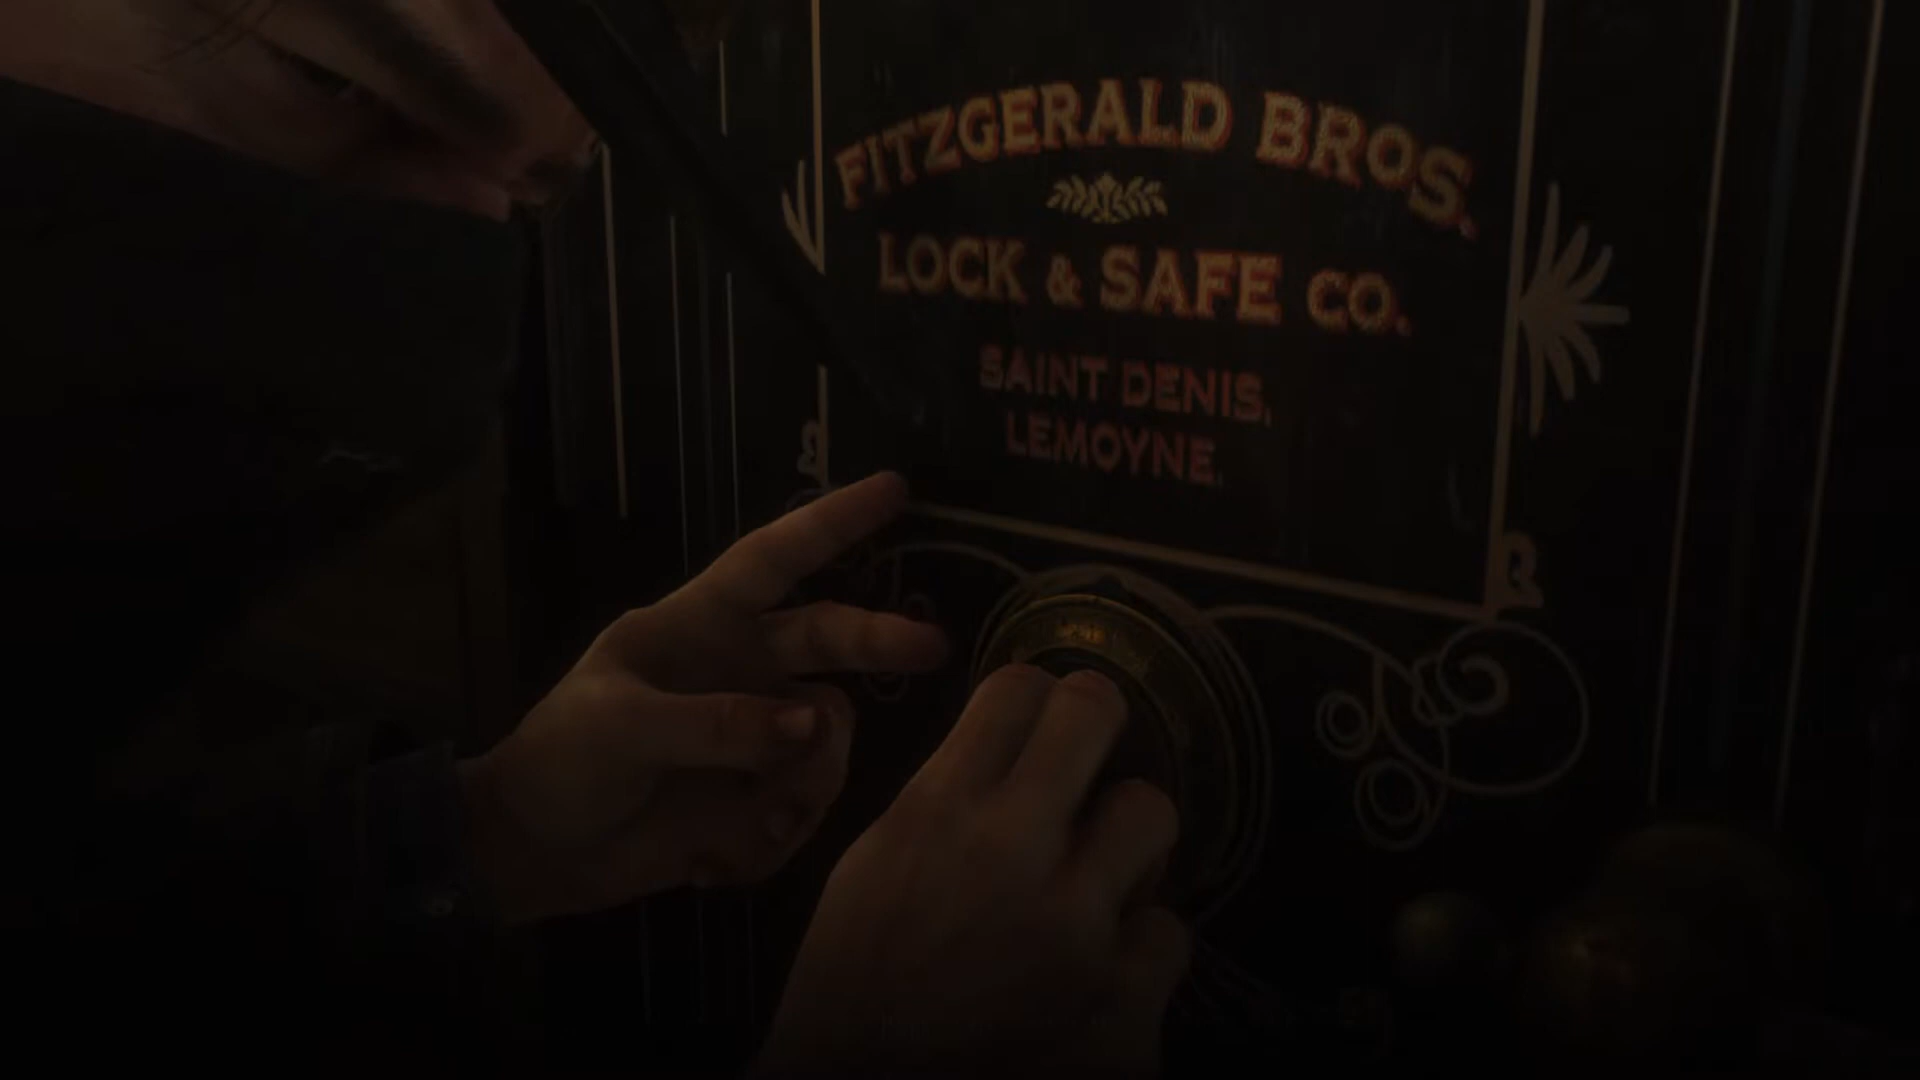 FITZGERALD BROS.
LOCK & SAFE CO.
SAINT DENIS,
LEMOYNE.